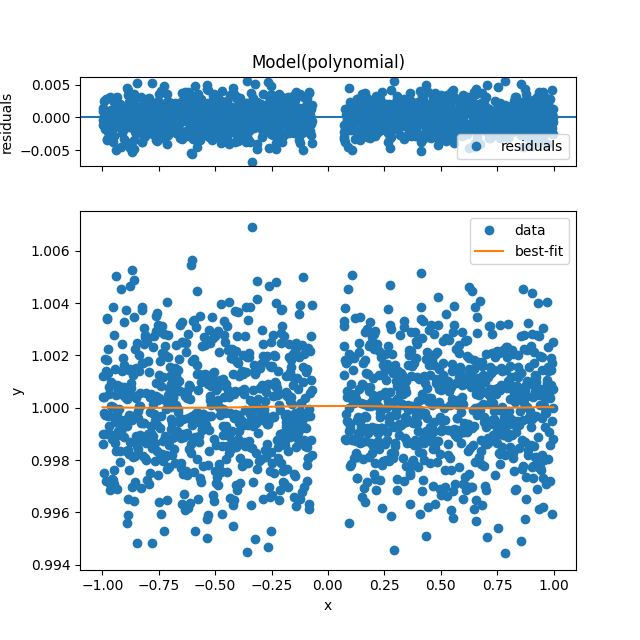 Model(polynomial)
residuals
0.005
0.000
−0.005
residuals
y
1.006
1.004
1.002
1.000
0.998
0.996
0.994
data
best-fit
−1.00 −0.75 −0.50 −0.25 0.00 0.25 0.50 0.75 1.00
x